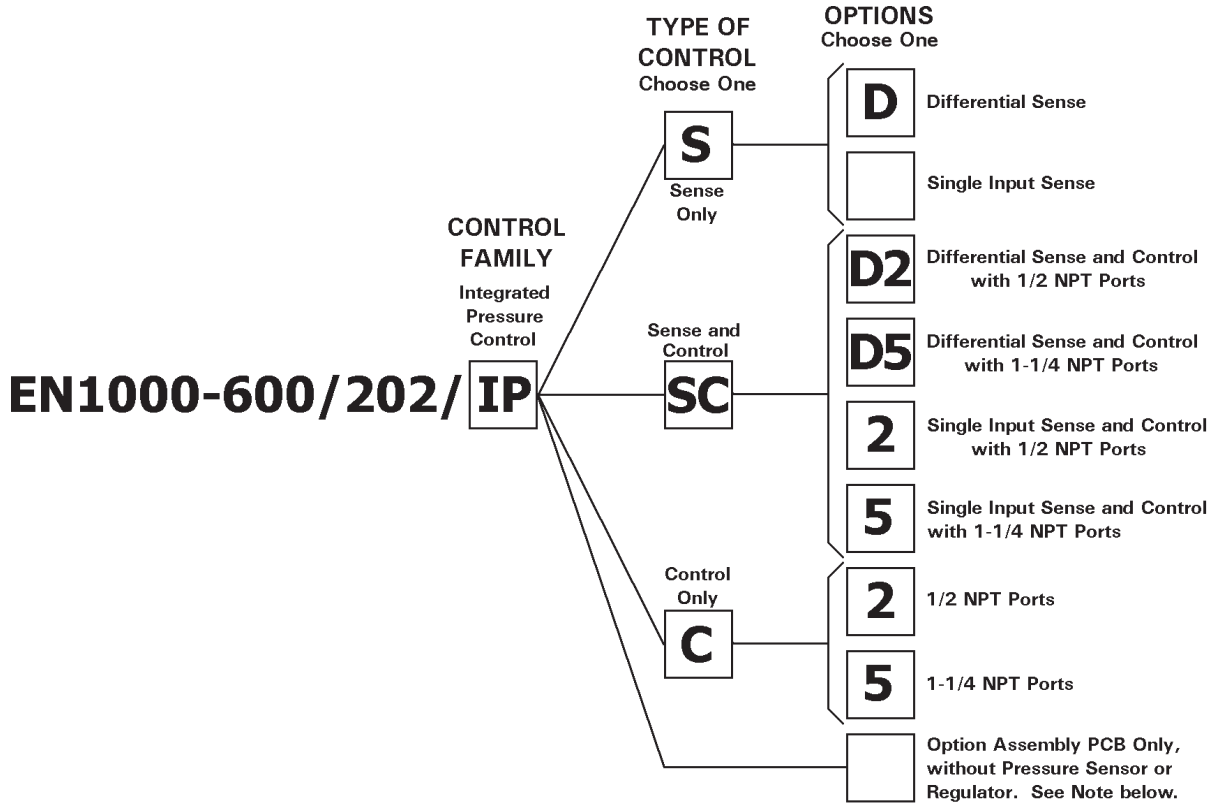 TYPE OF
CONTROL
Choose One
OPTIONS
Choose One
D
Differential Sense
S
Sense
Only
Single Input Sense
CONTROL
FAMILY
Integrated
Pressure
Control
D2
Differential Sense and Control
with 1/2 NPT Ports
Sense and
Control
D5
Differential Sense and Control
with 1-1/4 NPT Ports
EN1000-600/202/
IP
SC
2
Single Input Sense and Control
with 1/2 NPT Ports
5
Single Input Sense and Control
with 1-1/4 NPT Ports
Control
Only
C
2
1/2 NPT Ports
5
1-1/4 NPT Ports
Option Assembly PCB Only,
without Pressure Sensor or
Regulator. See Note below.